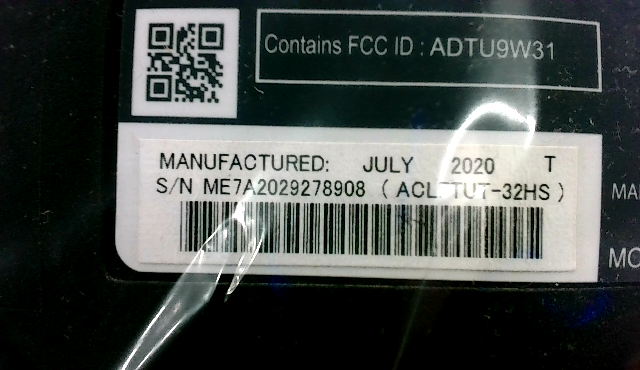 Contains FCC ID : ADTU9W31
MANUFACTURED: JULY 2020 T
S/N ME7A2029278908